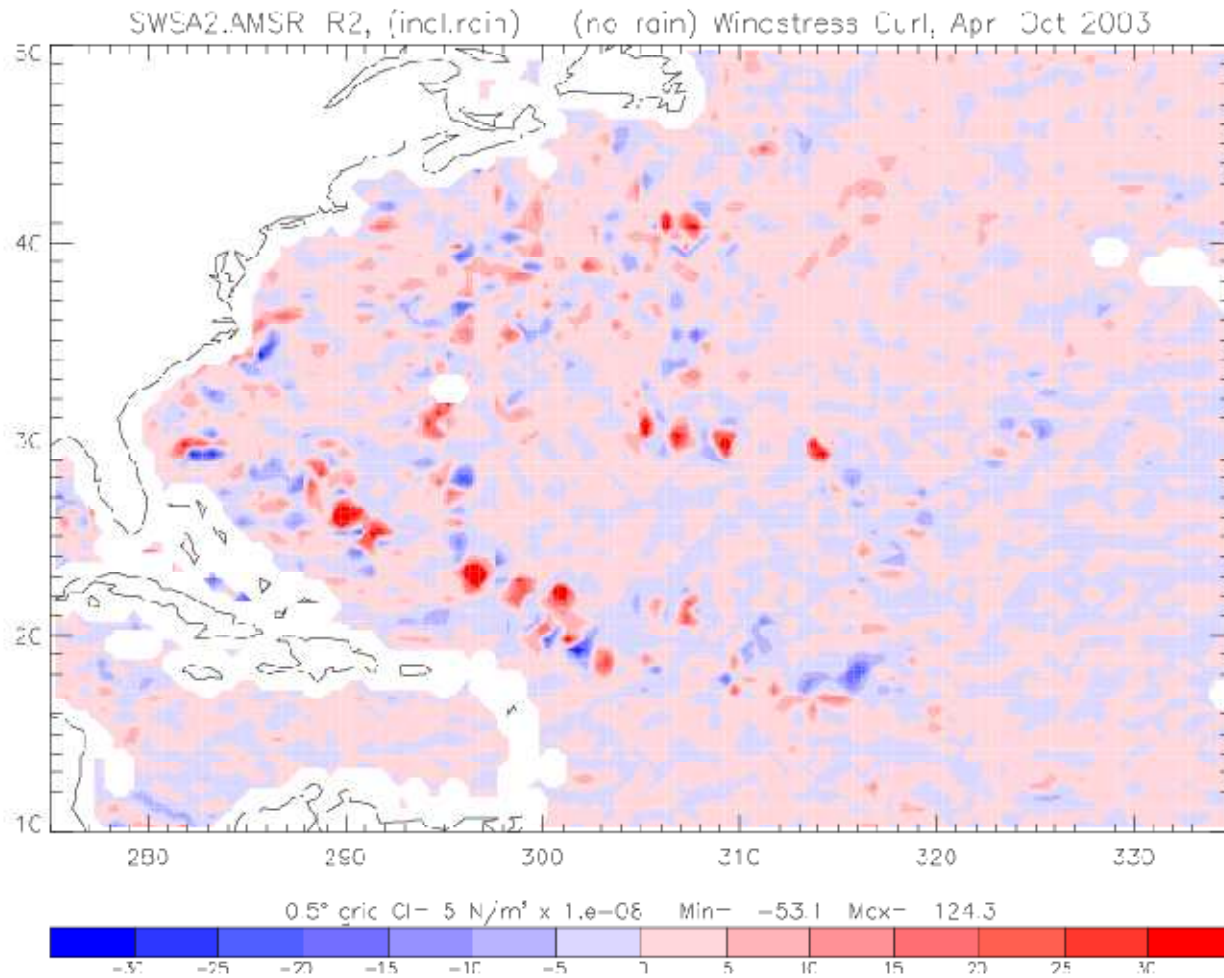 SWSA2.AMSR R2, (incl.rain) (no rain) Windstress Curl, Apr Oct 2003
50
40
30
20
10
280 290 300 310 320 330
0.5° grid CI= 5 N/m³ x 1.e-08 Min= -53.1 Max= 124.3
-30 -25 -20 -15 -10 -5 0 5 10 15 20 25 30